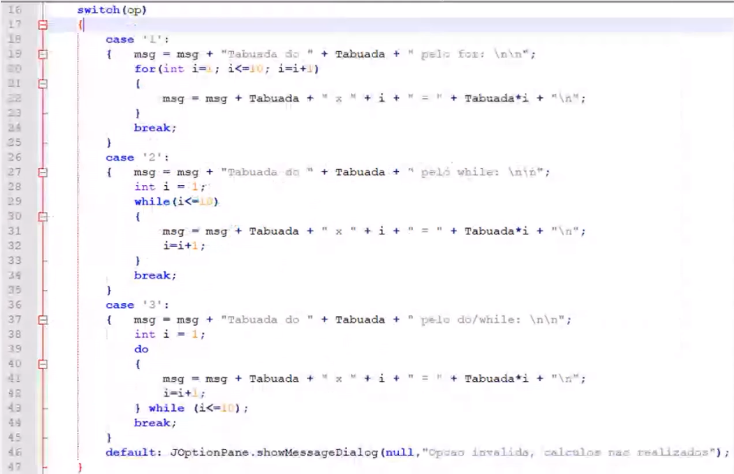 16 switch(op)
17 {
18 case '1':
19 { msg = msg + "Tabuada do " + Tabuada + " pelo for: \n\n";
20 for(int i=1; i<=10; i=i+1)
21 {
22 msg = msg + Tabuada + " x " + i + " = " + Tabuada*i + "\n";
23 }
24 break;
25 }
26 case '2':
27 { msg = msg + "Tabuada do " + Tabuada + " pelo while: \n\n";
28 int i = 1;
29 while(i<=10)
30 {
31 msg = msg + Tabuada + " x " + i + " = " + Tabuada*i + "\n";
32 i=i+1;
33 }
34 break;
35 }
36 case '3':
37 { msg = msg + "Tabuada do " + Tabuada + " pelo do/while: \n\n";
38 int i = 1;
39 do
40 {
41 msg = msg + Tabuada + " x " + i + " = " + Tabuada*i + "\n";
42 i=i+1;
43 } while (i<=10);
44 break;
45 }
46 default: JOptionPane.showMessageDialog(null,"Opcao invalida, calculos nao realizados");
47 }